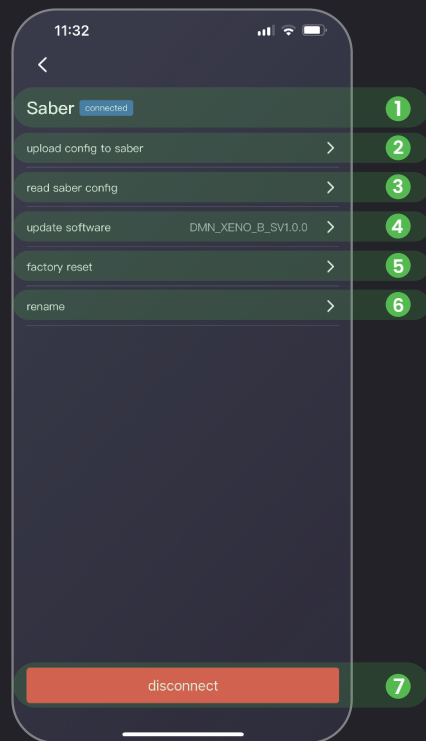 11:32
Saber connected 1
upload config to saber 2
read saber config 3
update software DMN_XENO_B_SV1.0.0 4
factory reset 5
rename 6
disconnect 7